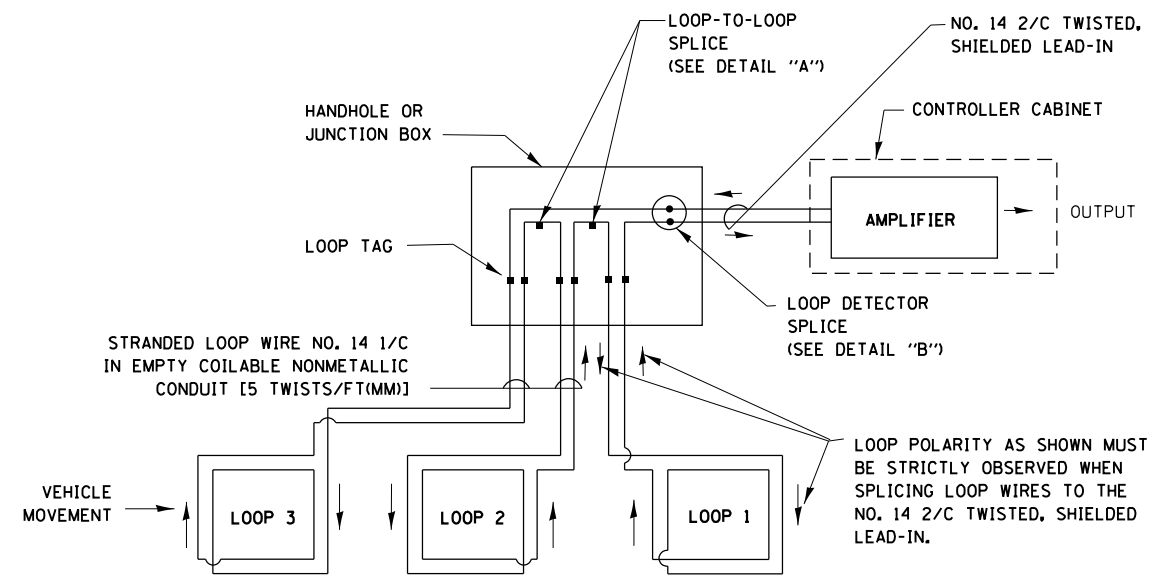 LOOP-TO-LOOP
SPLICE
(SEE DETAIL "A")
NO. 14 2/C TWISTED,
SHIELDED LEAD-IN
HANDHOLE OR
JUNCTION BOX
CONTROLLER CABINET
AMPLIFIER
OUTPUT
LOOP TAG
LOOP DETECTOR
SPLICE
(SEE DETAIL "B")
STRANDED LOOP WIRE NO. 14 1/C
IN EMPTY COILABLE NONMETALLIC
CONDUIT [5 TWISTS/FT(MM)]
LOOP POLARITY AS SHOWN MUST
BE STRICTLY OBSERVED WHEN
SPLICING LOOP WIRES TO THE
NO. 14 2/C TWISTED, SHIELDED
LEAD-IN.
VEHICLE
MOVEMENT
LOOP 3
LOOP 2
LOOP 1